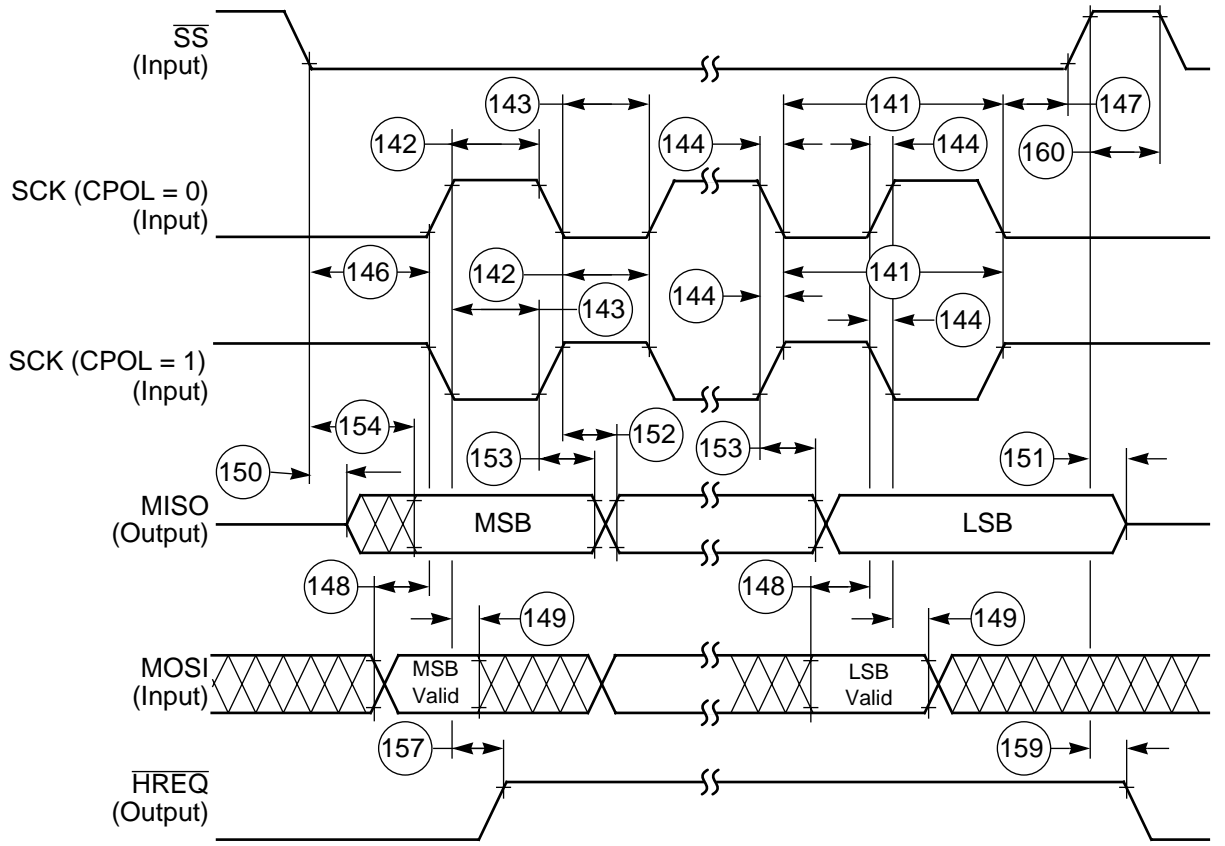 SS
(Input)
143
141
147
142
144
144
160
SCK (CPOL = 0)
(Input)
146
142
141
144
143
144
SCK (CPOL = 1)
(Input)
154
152
150
153
153
151
MISO
(Output)
MSB
LSB
148
148
149
149
MOSI
(Input)
MSB
Valid
LSB
Valid
157
159
HREQ
(Output)